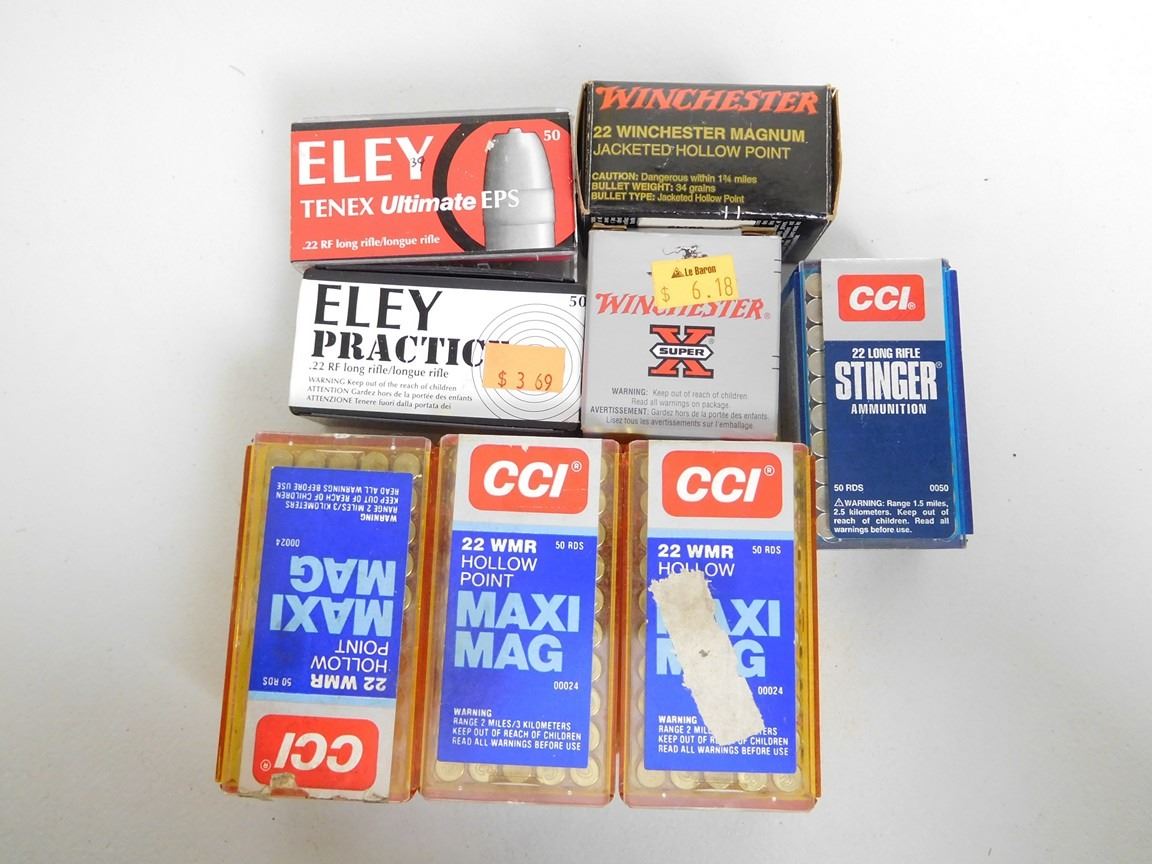 ELEY
39
50
TENEX Ultimate EPS
.22 RF long rifle/longue rifle
WINCHESTER
22 WINCHESTER MAGNUM
JACKETED HOLLOW POINT
CAUTION: Dangerous within 1¾ miles
BULLET WEIGHT: 34 grains
BULLET TYPE: Jacketed Hollow Point
ELEY
50
PRACTIC
.22 RF long rifle/longue rifle
WARNING Keep out of the reach of children
ATTENTION Gardez hors de la portée des enfants
ATTENZIONE Tenere fuori dalla portata dei
$ 3 69
Le Baron
$ 6.18
WINCHESTER®
SUPER X
WARNING: Keep out of reach of children
Read all warnings on package.
AVERTISSEMENT: Gardez hors de la portée des enfants.
Lisez tous les avertissements sur l'emballage.
CCI®
22 LONG RIFLE
STINGER®
AMMUNITION
50 RDS 0050
⚠WARNING: Range 1.5 miles,
2.5 kilometers. Keep out of
reach of children. Read all
warnings before use.
CCI®
22 WMR 50 RDS
HOLLOW
POINT
MAXI
MAG
00024
WARNING
RANGE 2 MILES/3 KILOMETERS
KEEP OUT OF REACH OF CHILDREN
READ ALL WARNINGS BEFORE USE
CCI®
22 WMR 50 RDS
HOLLOW
POINT
MAXI
MAG
00024
WARNING
RANGE 2 MILES/3 KILOMETERS
KEEP OUT OF REACH OF CHILDREN
READ ALL WARNINGS BEFORE USE
CCI®
22 WMR 50 RDS
HOLLOW
AXI
M G
00024
WARNING
RANGE 2 MIL TERS
KEEP OUT OF R F CHILDREN
READ ALL WARNINGS BEFORE USE